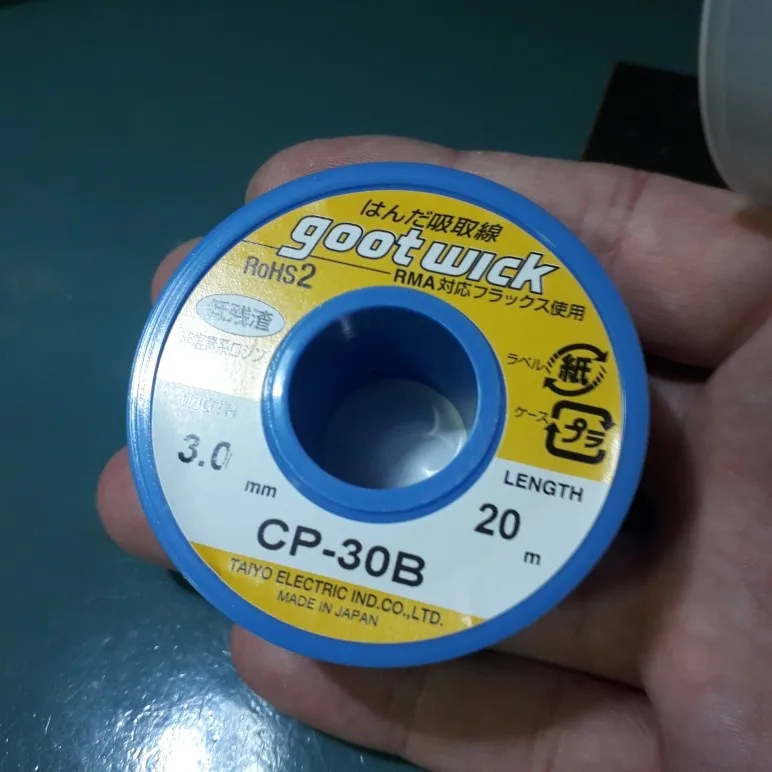 はんだ吸取線
goot wick
RoHS2
RMA対応フラックス使用
低残渣
ラベル
紙
ケース
プラ
WIDTH
3.0
mm
LENGTH
20
m
CP-30B
TAIYO ELECTRIC IND.CO.,LTD.
MADE IN JAPAN